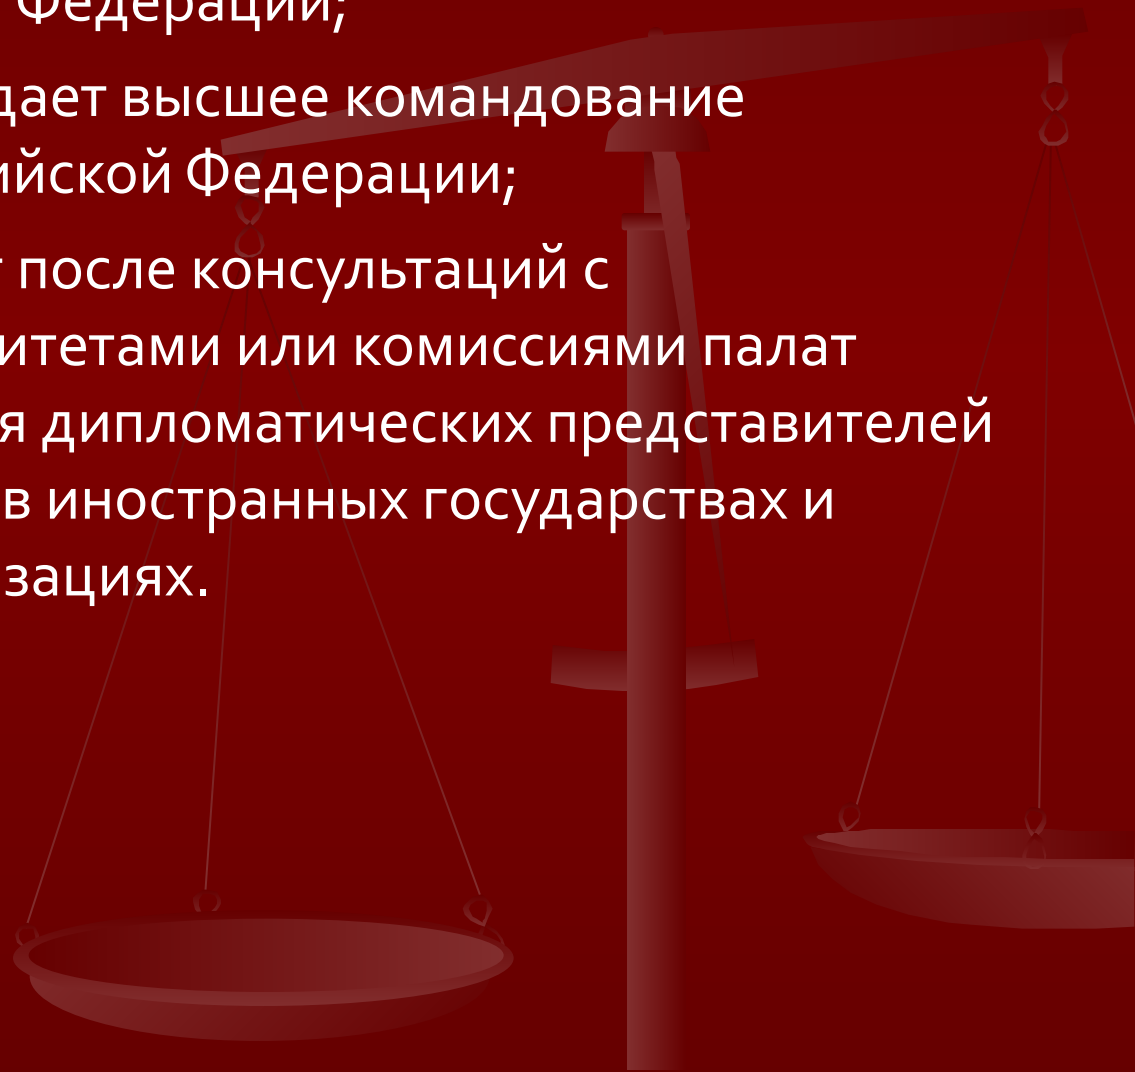 Федерации;
дает высшее командование
ийской Федерации;
т после консультаций с
итетами или комиссиями палат
я дипломатических представителей
в иностранных государствах и
зациях.